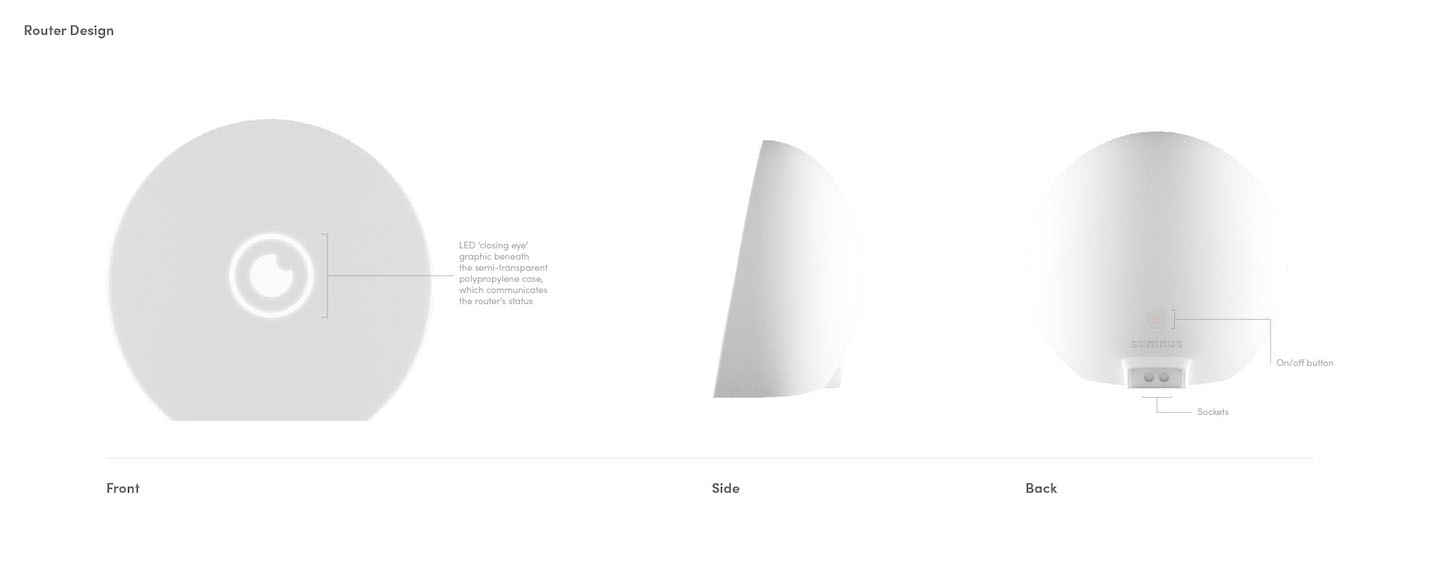 Router Design
LED 'closing eye'
graphic beneath
the semi-transparent
polypropylene case,
which communicates
the router's status
somnus
On/off button
Sockets
Front
Side
Back